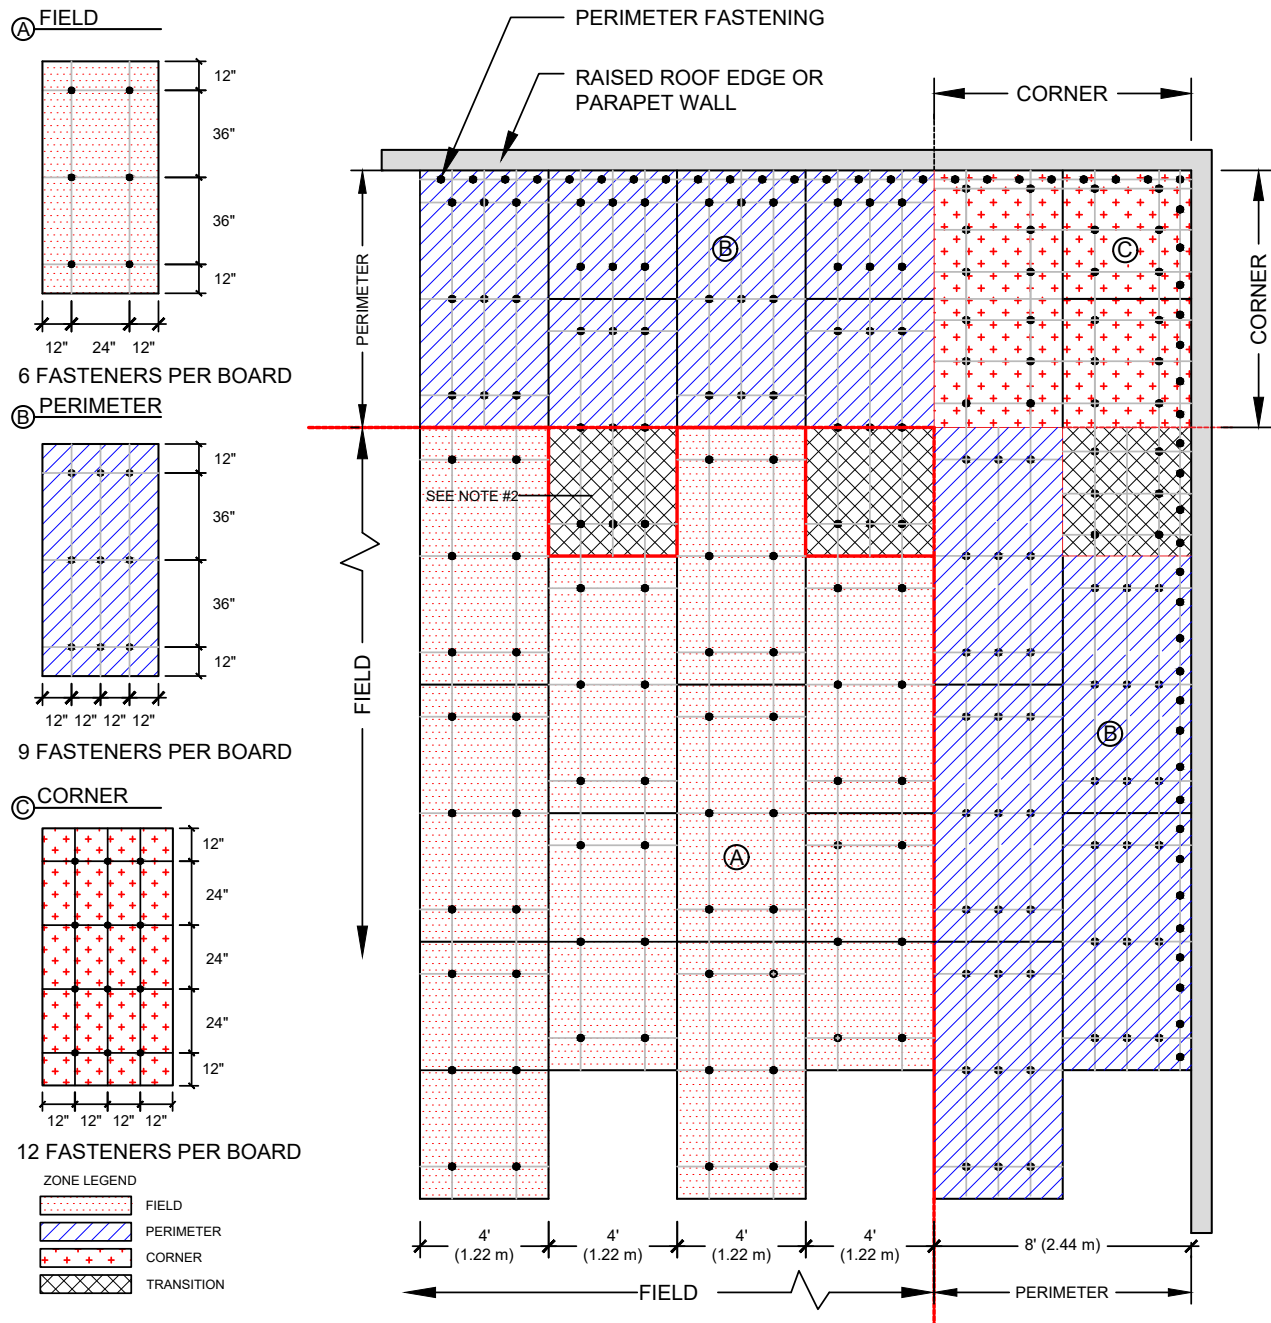 Ⓐ FIELD
12"
36"
36"
12"
12" 24" 12"
6 FASTENERS PER BOARD
Ⓑ PERIMETER
12"
36"
36"
12"
12" 12" 12" 12"
9 FASTENERS PER BOARD
Ⓒ CORNER
12"
24"
24"
24"
12"
12" 12" 12" 12"
12 FASTENERS PER BOARD
ZONE LEGEND
FIELD
PERIMETER
CORNER
TRANSITION
PERIMETER FASTENING
RAISED ROOF EDGE OR
PARAPET WALL
CORNER
PERIMETER
Ⓑ
Ⓒ
CORNER
SEE NOTE #2
FIELD
Ⓑ
Ⓐ
4' 4' 4' 4'
(1.22 m) (1.22 m) (1.22 m) (1.22 m)
8' (2.44 m)
FIELD
PERIMETER